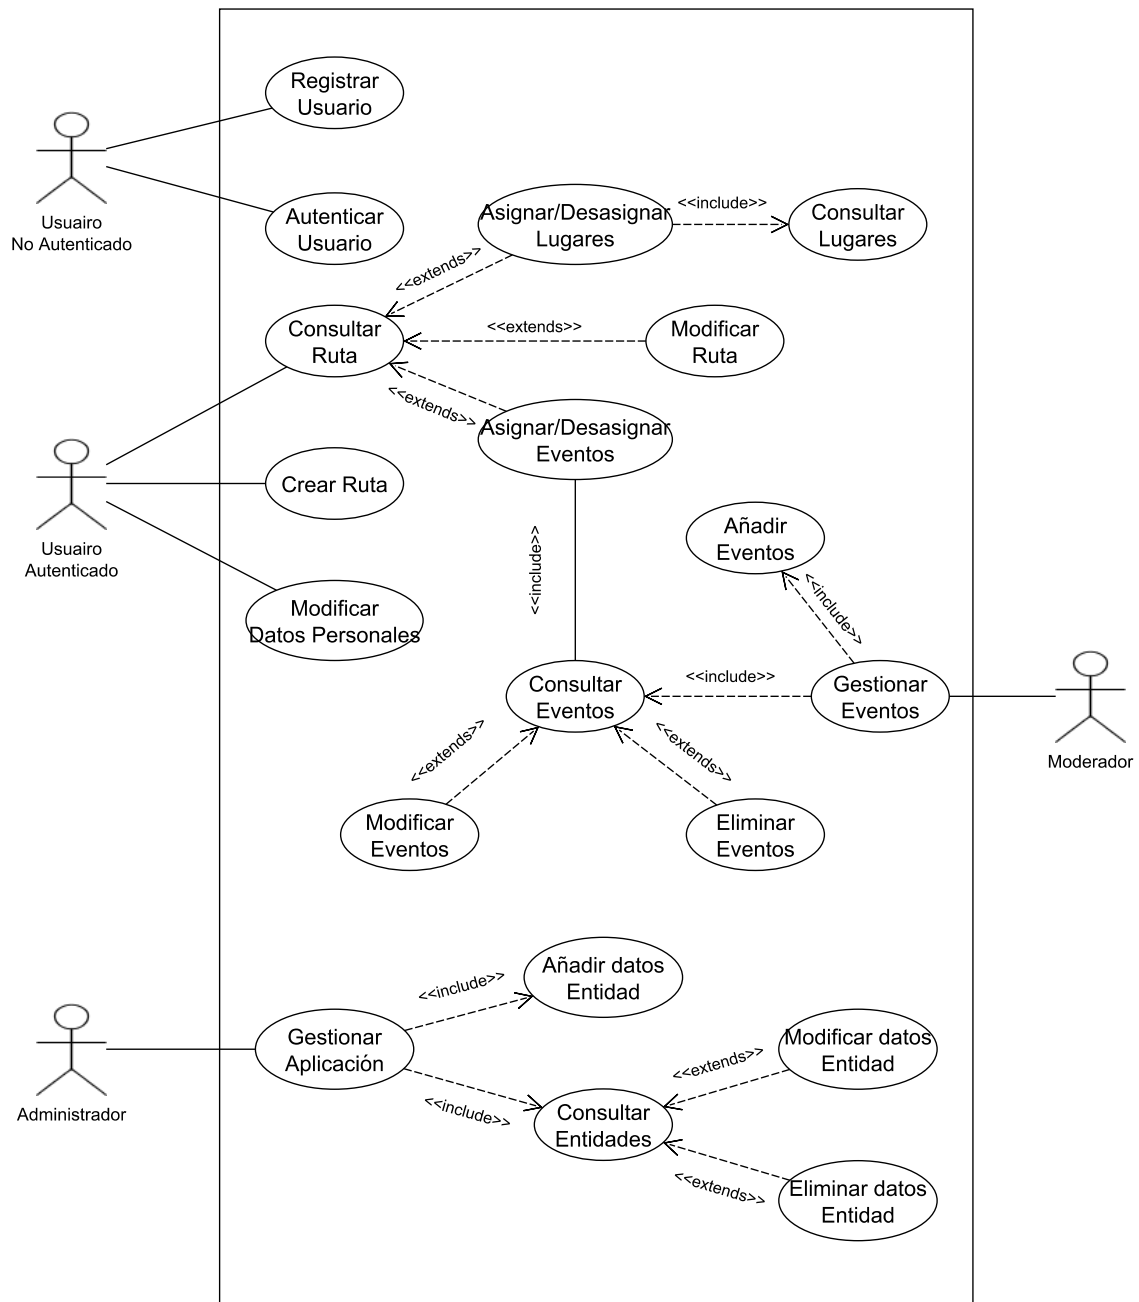 Registrar
Usuario
Usuairo
No Autenticado
Autenticar
Usuario
Asignar/Desasignar
Lugares
<<include>>
Consultar
Lugares
<<extends>>
Consultar
Ruta
<<extends>>
Modificar
Ruta
<<extends>>
Asignar/Desasignar
Eventos
Crear Ruta
Usuairo
Autenticado
<<include>>
Añadir
Eventos
<<include>>
Modificar
Datos Personales
Consultar
Eventos
<<include>>
Gestionar
Eventos
Moderador
<<extends>>
<<extends>>
Modificar
Eventos
Eliminar
Eventos
Añadir datos
Entidad
<<include>>
Gestionar
Aplicación
Administrador
<<include>>
Consultar
Entidades
<<extends>>
Modificar datos
Entidad
<<extends>>
Eliminar datos
Entidad